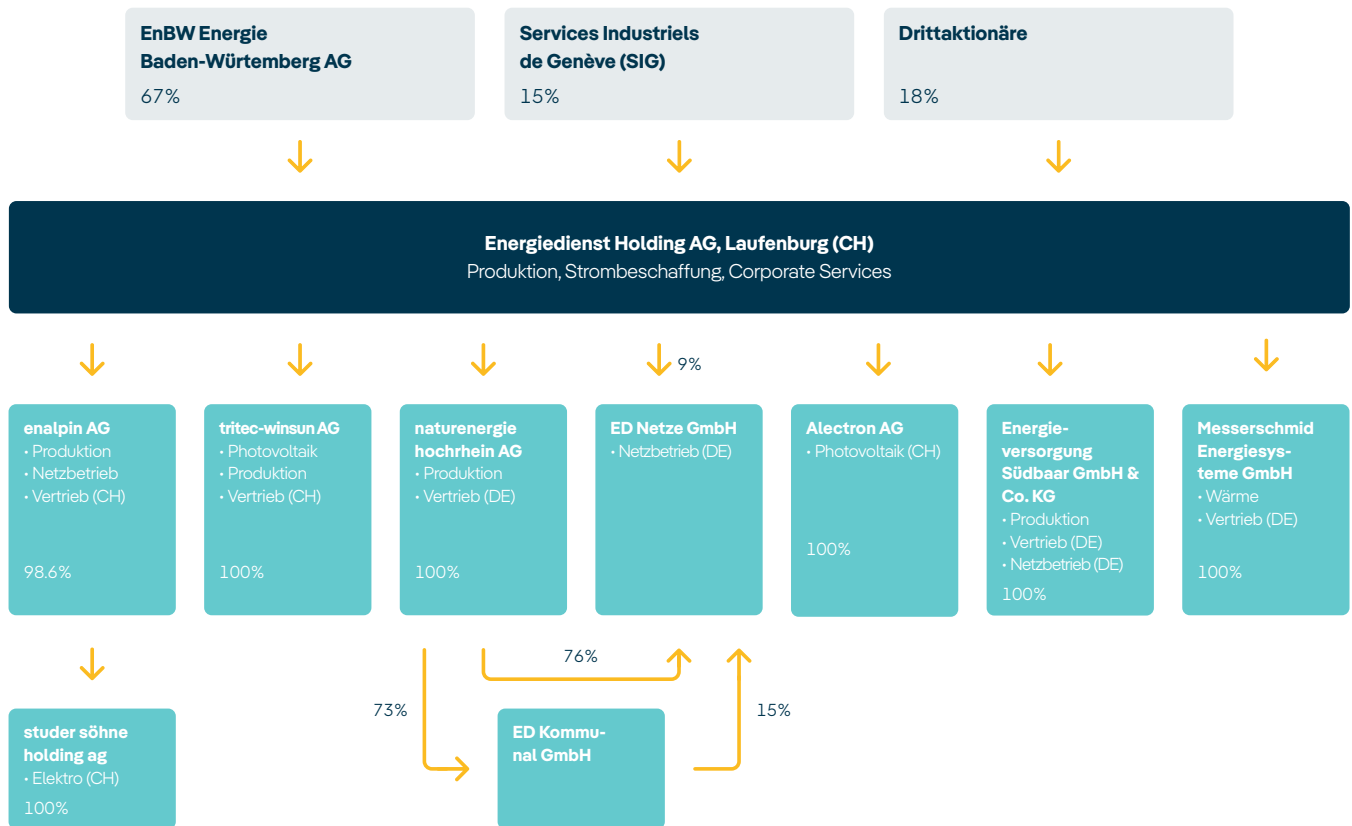 EnBW Energie
Baden-Würtemberg AG
67%
Services Industriels
de Genève (SIG)
15%
Drittaktionäre
18%
Energiedienst Holding AG, Laufenburg (CH)
Produktion, Strombeschaffung, Corporate Services
9%
enalpin AG
• Produktion
• Netzbetrieb
• Vertrieb (CH)
98.6%
tritec-winsun AG
• Photovoltaik
• Produktion
• Vertrieb (CH)
100%
naturenergie
hochrhein AG
• Produktion
• Vertrieb (DE)
100%
ED Netze GmbH
• Netzbetrieb (DE)
Alectron AG
• Photovoltaik (CH)
100%
Energie-
versorgung
Südbaar GmbH &
Co. KG
• Produktion
• Vertrieb (DE)
• Netzbetrieb (DE)
100%
Messerschmid
Energiesys-
teme GmbH
• Wärme
• Vertrieb (DE)
100%
76%
73%
15%
studer söhne
holding ag
• Elektro (CH)
100%
ED Kommu-
nal GmbH